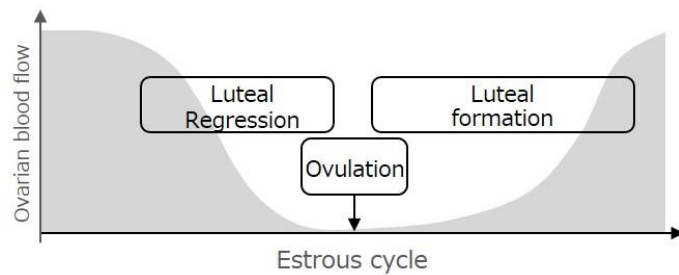 Ovarian blood flow
Luteal
Regression
Luteal
formation
Ovulation
Estrous cycle